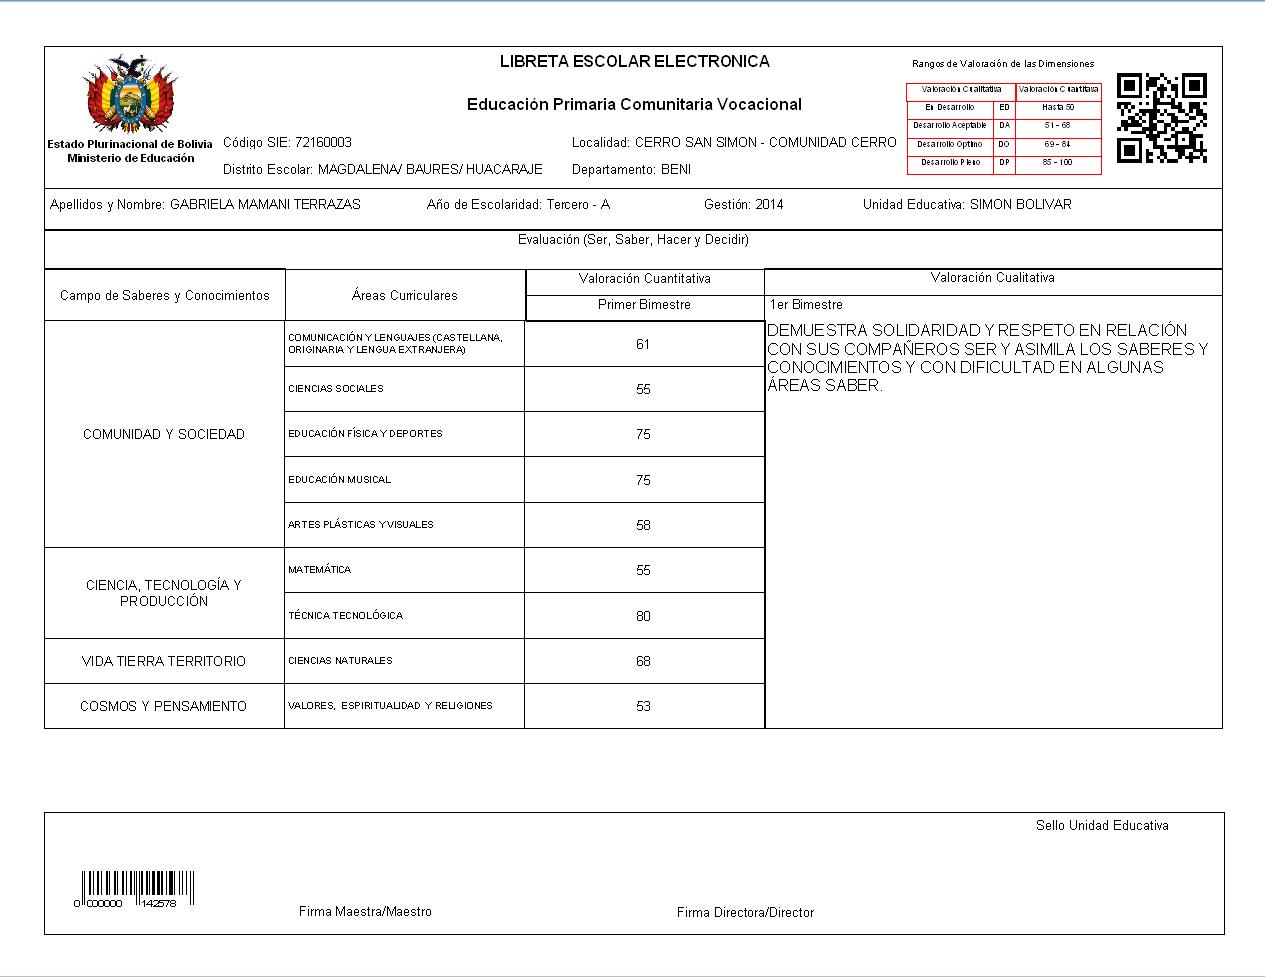 LIBRETA ESCOLAR ELECTRONICA
Educación Primaria Comunitaria Vocacional
Estado Plurinacional de Bolivia
Ministerio de Educación
Código SIE: 72160003
Localidad: CERRO SAN SIMON - COMUNIDAD CERRO
Distrito Escolar: MAGDALENA/ BAURES/ HUACARAJE
Departamento: BENI
Rangos de Valoración de las Dimensiones
Valoración Cualitativa Valoración Cuantitava
En Desarrollo ED Hasta 50
Desarrollo Aceptable DA 51 - 68
Desarrollo Optimo DO 69 - 84
Desarrollo Pleno DP 85 - 100
Apellidos y Nombre: GABRIELA MAMANI TERRAZAS Año de Escolaridad: Tercero - A Gestión: 2014 Unidad Educativa: SIMON BOLIVAR
Evaluación (Ser, Saber, Hacer y Decidir)
Campo de Saberes y Conocimientos
Áreas Curriculares
Valoración Cuantitativa
Primer Bimestre
Valoración Cualitativa
1er Bimestre
COMUNIDAD Y SOCIEDAD
COMUNICACIÓN Y LENGUAJES (CASTELLANA,
ORIGINARIA Y LENGUA EXTRANJERA)
61
CIENCIAS SOCIALES 55
EDUCACIÓN FÍSICA Y DEPORTES 75
EDUCACIÓN MUSICAL 75
ARTES PLÁSTICAS Y VISUALES 58
CIENCIA, TECNOLOGÍA Y
PRODUCCIÓN
MATEMÁTICA 55
TÉCNICA TECNOLÓGICA 80
VIDA TIERRA TERRITORIO CIENCIAS NATURALES 68
COSMOS Y PENSAMIENTO VALORES, ESPIRITUALIDAD Y RELIGIONES 53
DEMUESTRA SOLIDARIDAD Y RESPETO EN RELACIÓN
CON SUS COMPAÑEROS SER Y ASIMILA LOS SABERES Y
CONOCIMIENTOS Y CON DIFICULTAD EN ALGUNAS
ÁREAS SABER.
Sello Unidad Educativa
0 000000 142578
Firma Maestra/Maestro
Firma Directora/Director